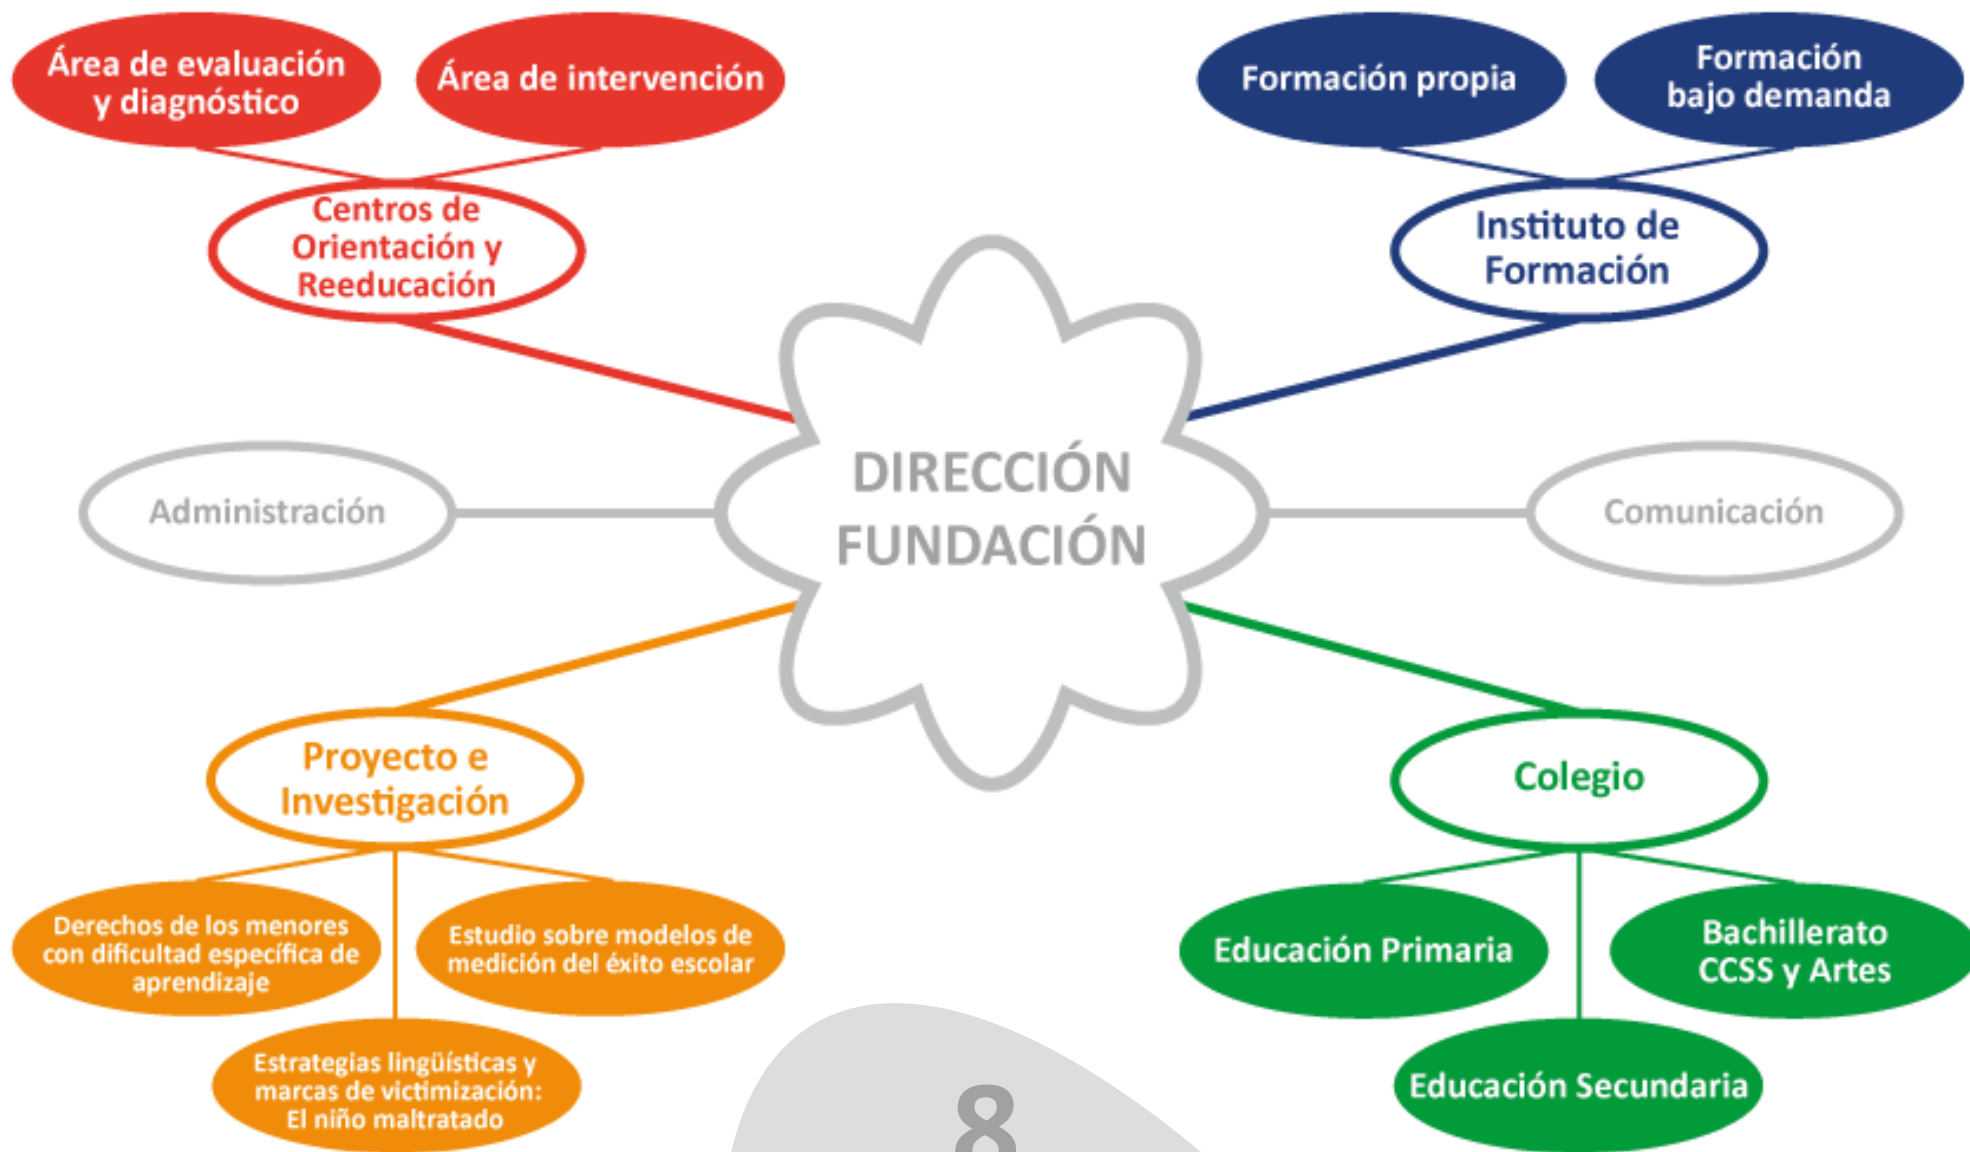 Área de evaluación
y diagnóstico
Área de intervención
Formación propia
Formación
bajo demanda
Centros de
Orientación y
Reeducación
Instituto de
Formación
DIRECCIÓN
FUNDACIÓN
Administración
Comunicación
Proyecto e
Investigación
Colegio
Derechos de los menores
con dificultad específica de
aprendizaje
Estudio sobre modelos de
medición del éxito escolar
Estrategias lingüísticas y
marcas de victimización:
El niño maltratado
Educación Primaria
Bachillerato
CCSS y Artes
Educación Secundaria
8